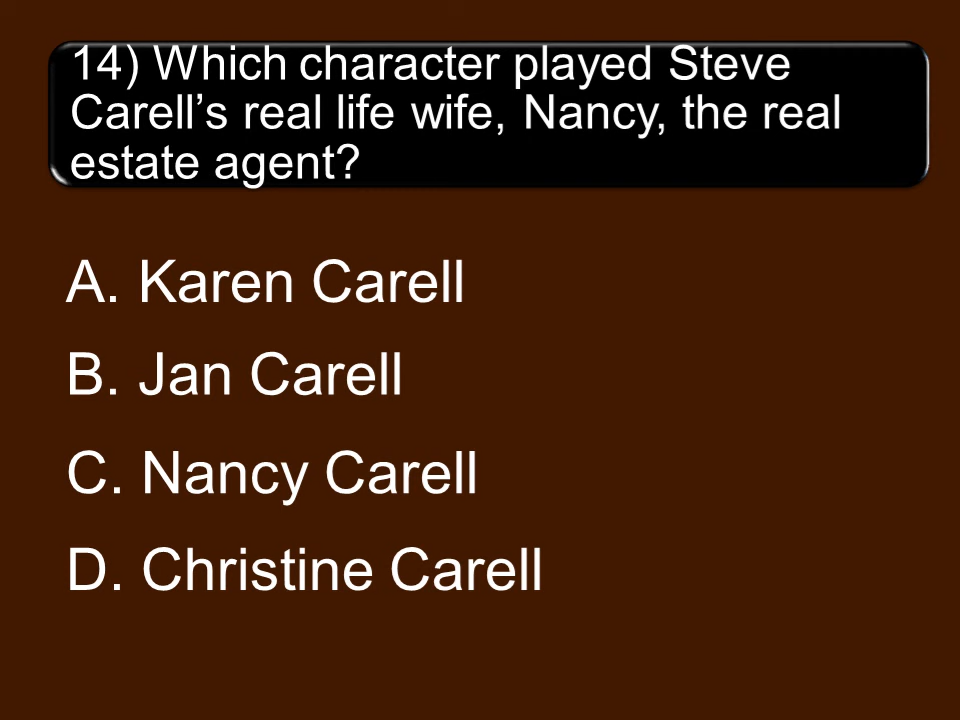 14) Which character played Steve
Carell’s real life wife, Nancy, the real
estate agent?
A. Karen Carell
B. Jan Carell
C. Nancy Carell
D. Christine Carell